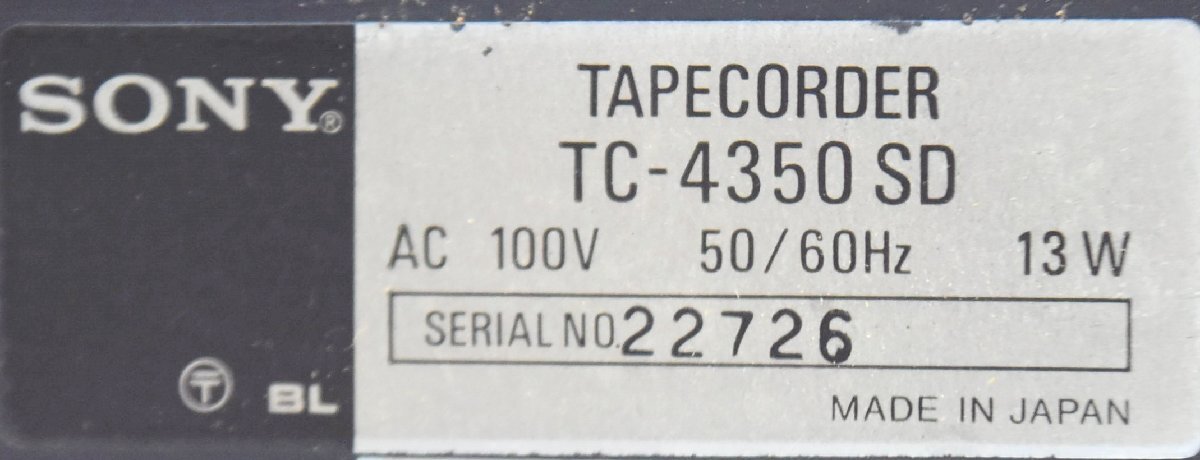 SONY®
TAPECORDER
TC-4350 SD
AC 100V 50/60Hz 13 W
SERIAL NO. 22726
〒 BL
MADE IN JAPAN